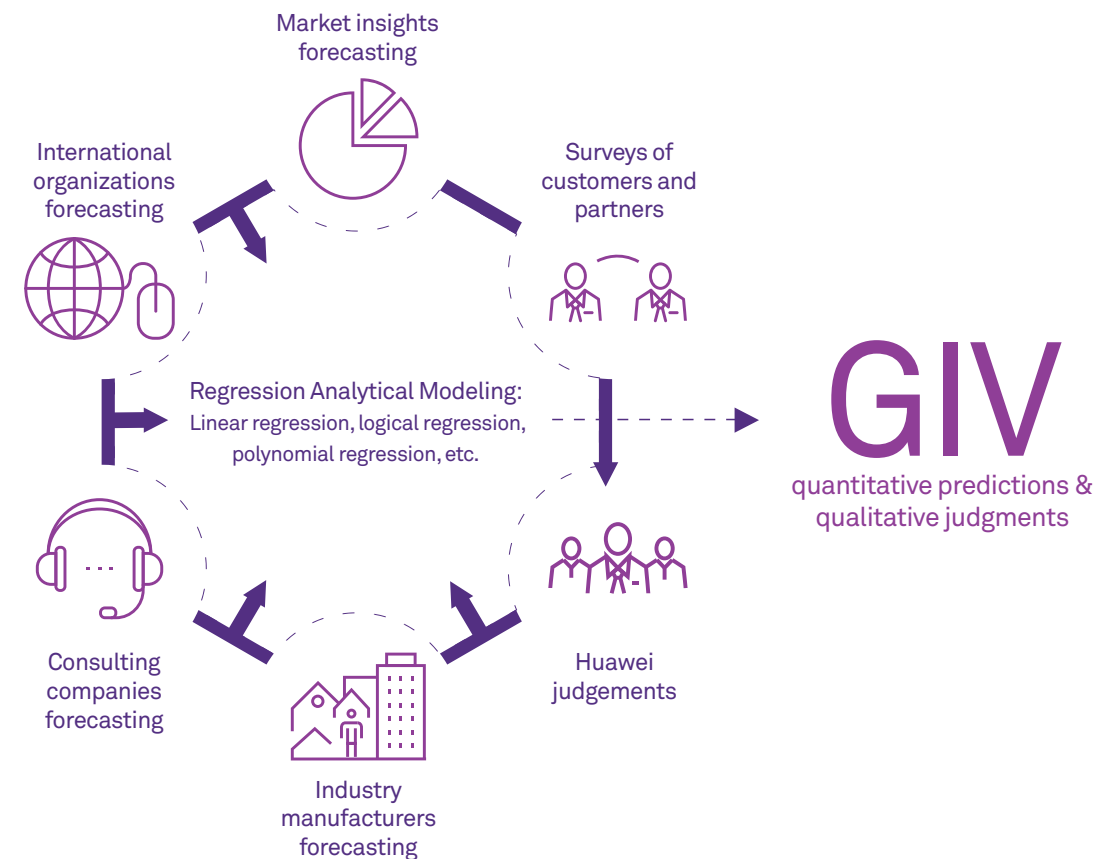 Market insights
forecasting
International
organizations
forecasting
Surveys of
customers and
partners
Regression Analytical Modeling:
Linear regression, logical regression,
polynomial regression, etc.
GIV
quantitative predictions &
qualitative judgments
Consulting
companies
forecasting
Huawei
judgements
Industry
manufacturers
forecasting